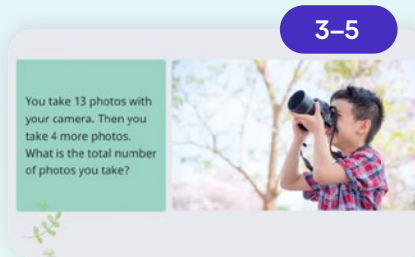 3–5
You take 13 photos with
your camera. Then you
take 4 more photos.
What is the total number
of photos you take?